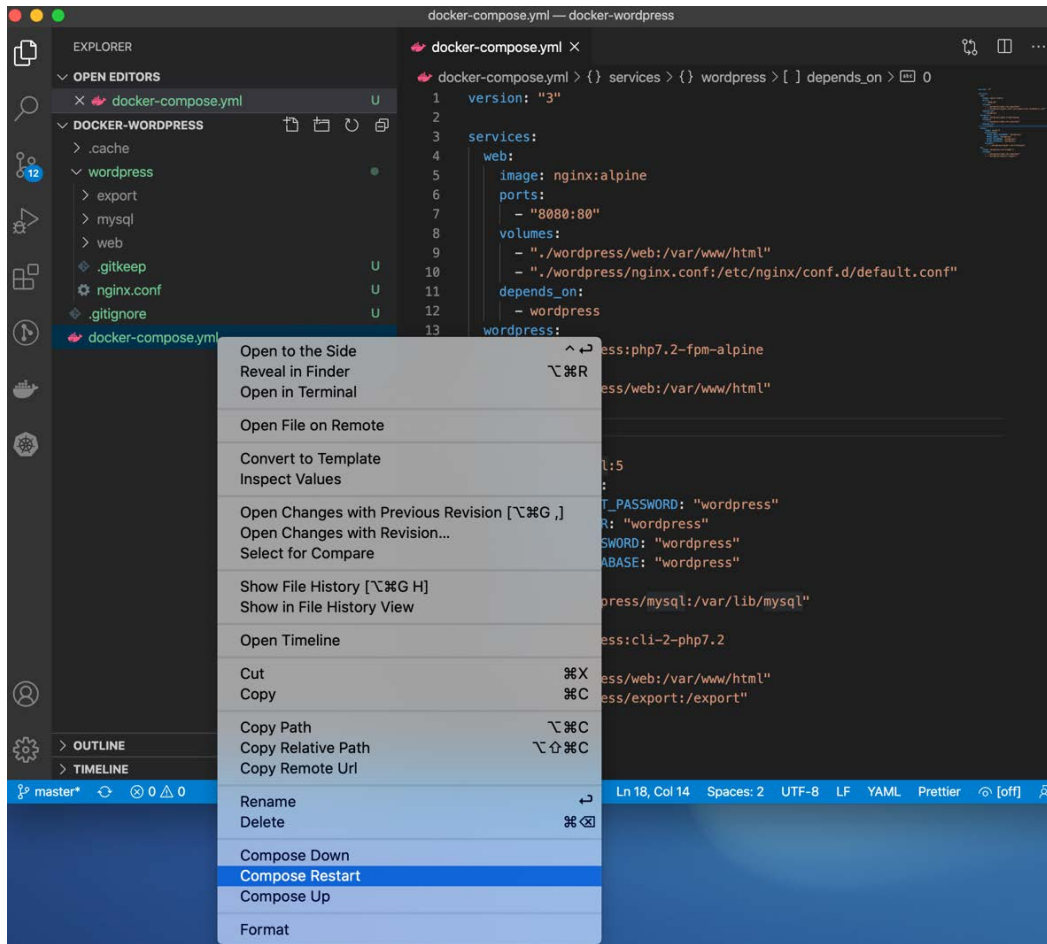 docker-compose.yml — docker-wordpress
EXPLORER
OPEN EDITORS
docker-compose.yml U
DOCKER-WORDPRESS
.cache
wordpress
export
mysql
web
.gitkeep U
nginx.conf U
.gitignore U
docker-compose.yml
OUTLINE
TIMELINE
12
docker-compose.yml
docker-compose.yml > {} services > {} wordpress > [ ] depends_on > 0
1 version: "3"
2
3 services:
4 web:
5 image: nginx:alpine
6 ports:
7 - "8080:80"
8 volumes:
9 - "./wordpress/web:/var/www/html"
10 - "./wordpress/nginx.conf:/etc/nginx/conf.d/default.conf"
11 depends_on:
12 - wordpress
13 wordpress:
ess:php7.2-fpm-alpine
ess/web:/var/www/html"
l:5
:
T_PASSWORD: "wordpress"
R: "wordpress"
SWORD: "wordpress"
ABASE: "wordpress"
press/mysql:/var/lib/mysql"
ess:cli-2-php7.2
ess/web:/var/www/html"
ess/export:/export"
Open to the Side ^↩
Reveal in Finder ⌥⌘R
Open in Terminal
Open File on Remote
Convert to Template
Inspect Values
Open Changes with Previous Revision [⌥⌘G ,]
Open Changes with Revision...
Select for Compare
Show File History [⌥⌘G H]
Show in File History View
Open Timeline
Cut ⌘X
Copy ⌘C
Copy Path ⌥⌘C
Copy Relative Path ⌥⇧⌘C
Copy Remote Url
Rename ↩
Delete ⌘⌫
Compose Down
Compose Restart
Compose Up
Format
master* 0 0 Ln 18, Col 14 Spaces: 2 UTF-8 LF YAML Prettier [off]